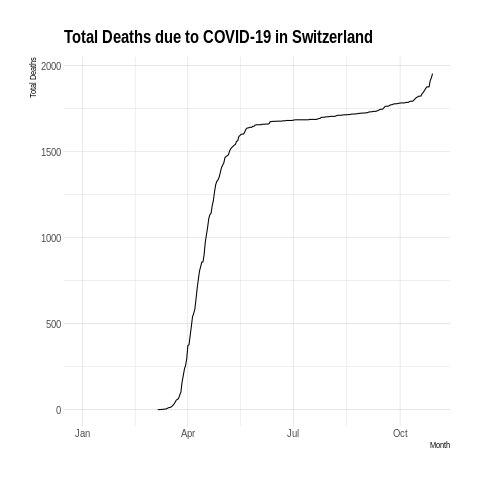 Total Deaths due to COVID-19 in Switzerland
Total Deaths
2000
1500
1000
500
0
Jan Apr Jul Oct
Month